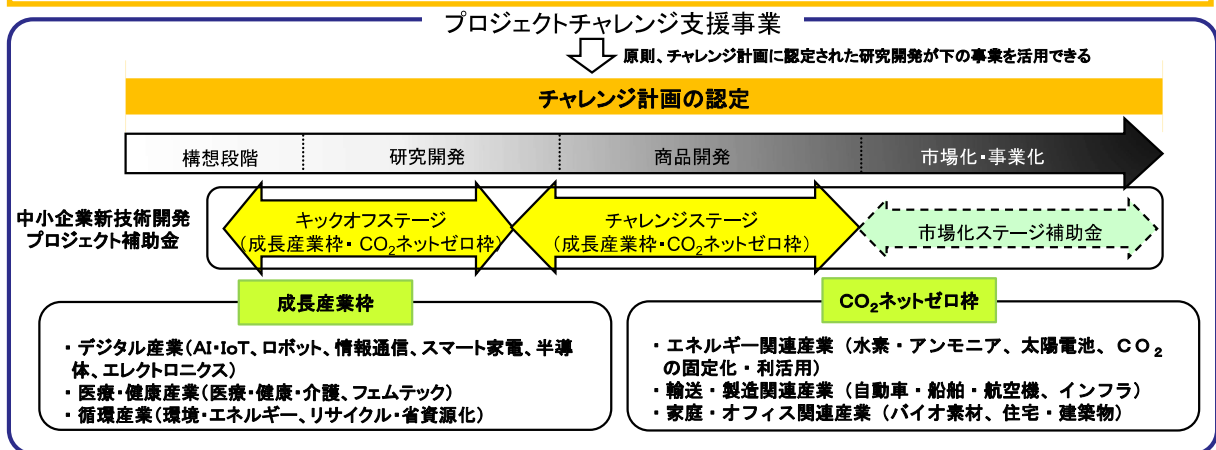 プロジェクトチャレンジ支援事業
原則、チャレンジ計画に認定された研究開発が下の事業を活用できる
チャレンジ計画の認定
構想段階 研究開発 商品開発 市場化・事業化
中小企業新技術開発
プロジェクト補助金
キックオフステージ
(成長産業枠・CO₂ネットゼロ枠)
チャレンジステージ
(成長産業枠・CO₂ネットゼロ枠)
市場化ステージ補助金
成長産業枠
・デジタル産業(AI・IoT、ロボット、情報通信、スマート家電、半導
体、エレクトロニクス)
・医療・健康産業(医療・健康・介護、フェムテック)
・循環産業(環境・エネルギー、リサイクル・省資源化)
CO₂ネットゼロ枠
・エネルギー関連産業（水素・アンモニア、太陽電池、ＣＯ₂
の固定化・利活用）
・輸送・製造関連産業（自動車・船舶・航空機、インフラ）
・家庭・オフィス関連産業（バイオ素材、住宅・建築物）